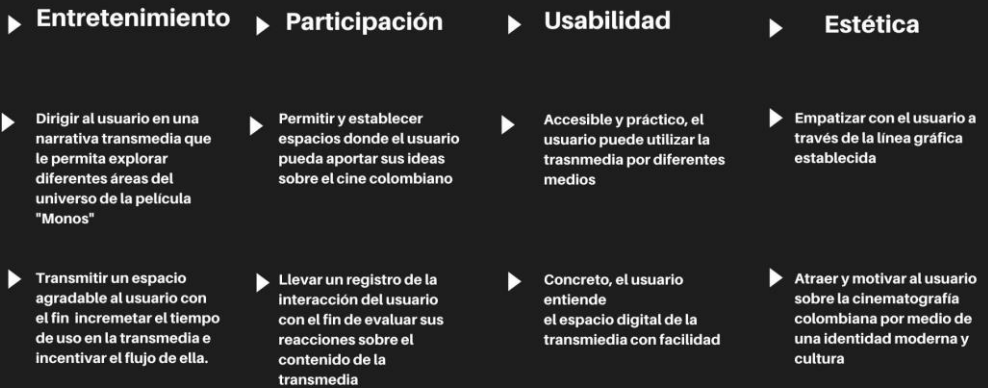 Entretenimiento
Dirigir al usuario en una
narrativa transmedia que
le permita explorar
diferentes áreas del
universo de la película
"Monos"
Transmitir un espacio
agradable al usuario con
el fin incremetar el tiempo
de uso en la transmedia e
incentivar el flujo de ella.
Participación
Permitir y establecer
espacios donde el usuario
pueda aportar sus ideas
sobre el cine colombiano
Llevar un registro de la
interacción del usuario
con el fin de evaluar sus
reacciones sobre el
contenido de la
transmedia
Usabilidad
Accesible y práctico, el
usuario puede utilizar la
trasnmedia por diferentes
medios
Concreto, el usuario
entiende
el espacio digital de la
transmiedia con facilidad
Estética
Empatizar con el usuario a
través de la línea gráfica
establecida
Atraer y motivar al usuario
sobre la cinematografía
colombiana por medio de
una identidad moderna y
cultura